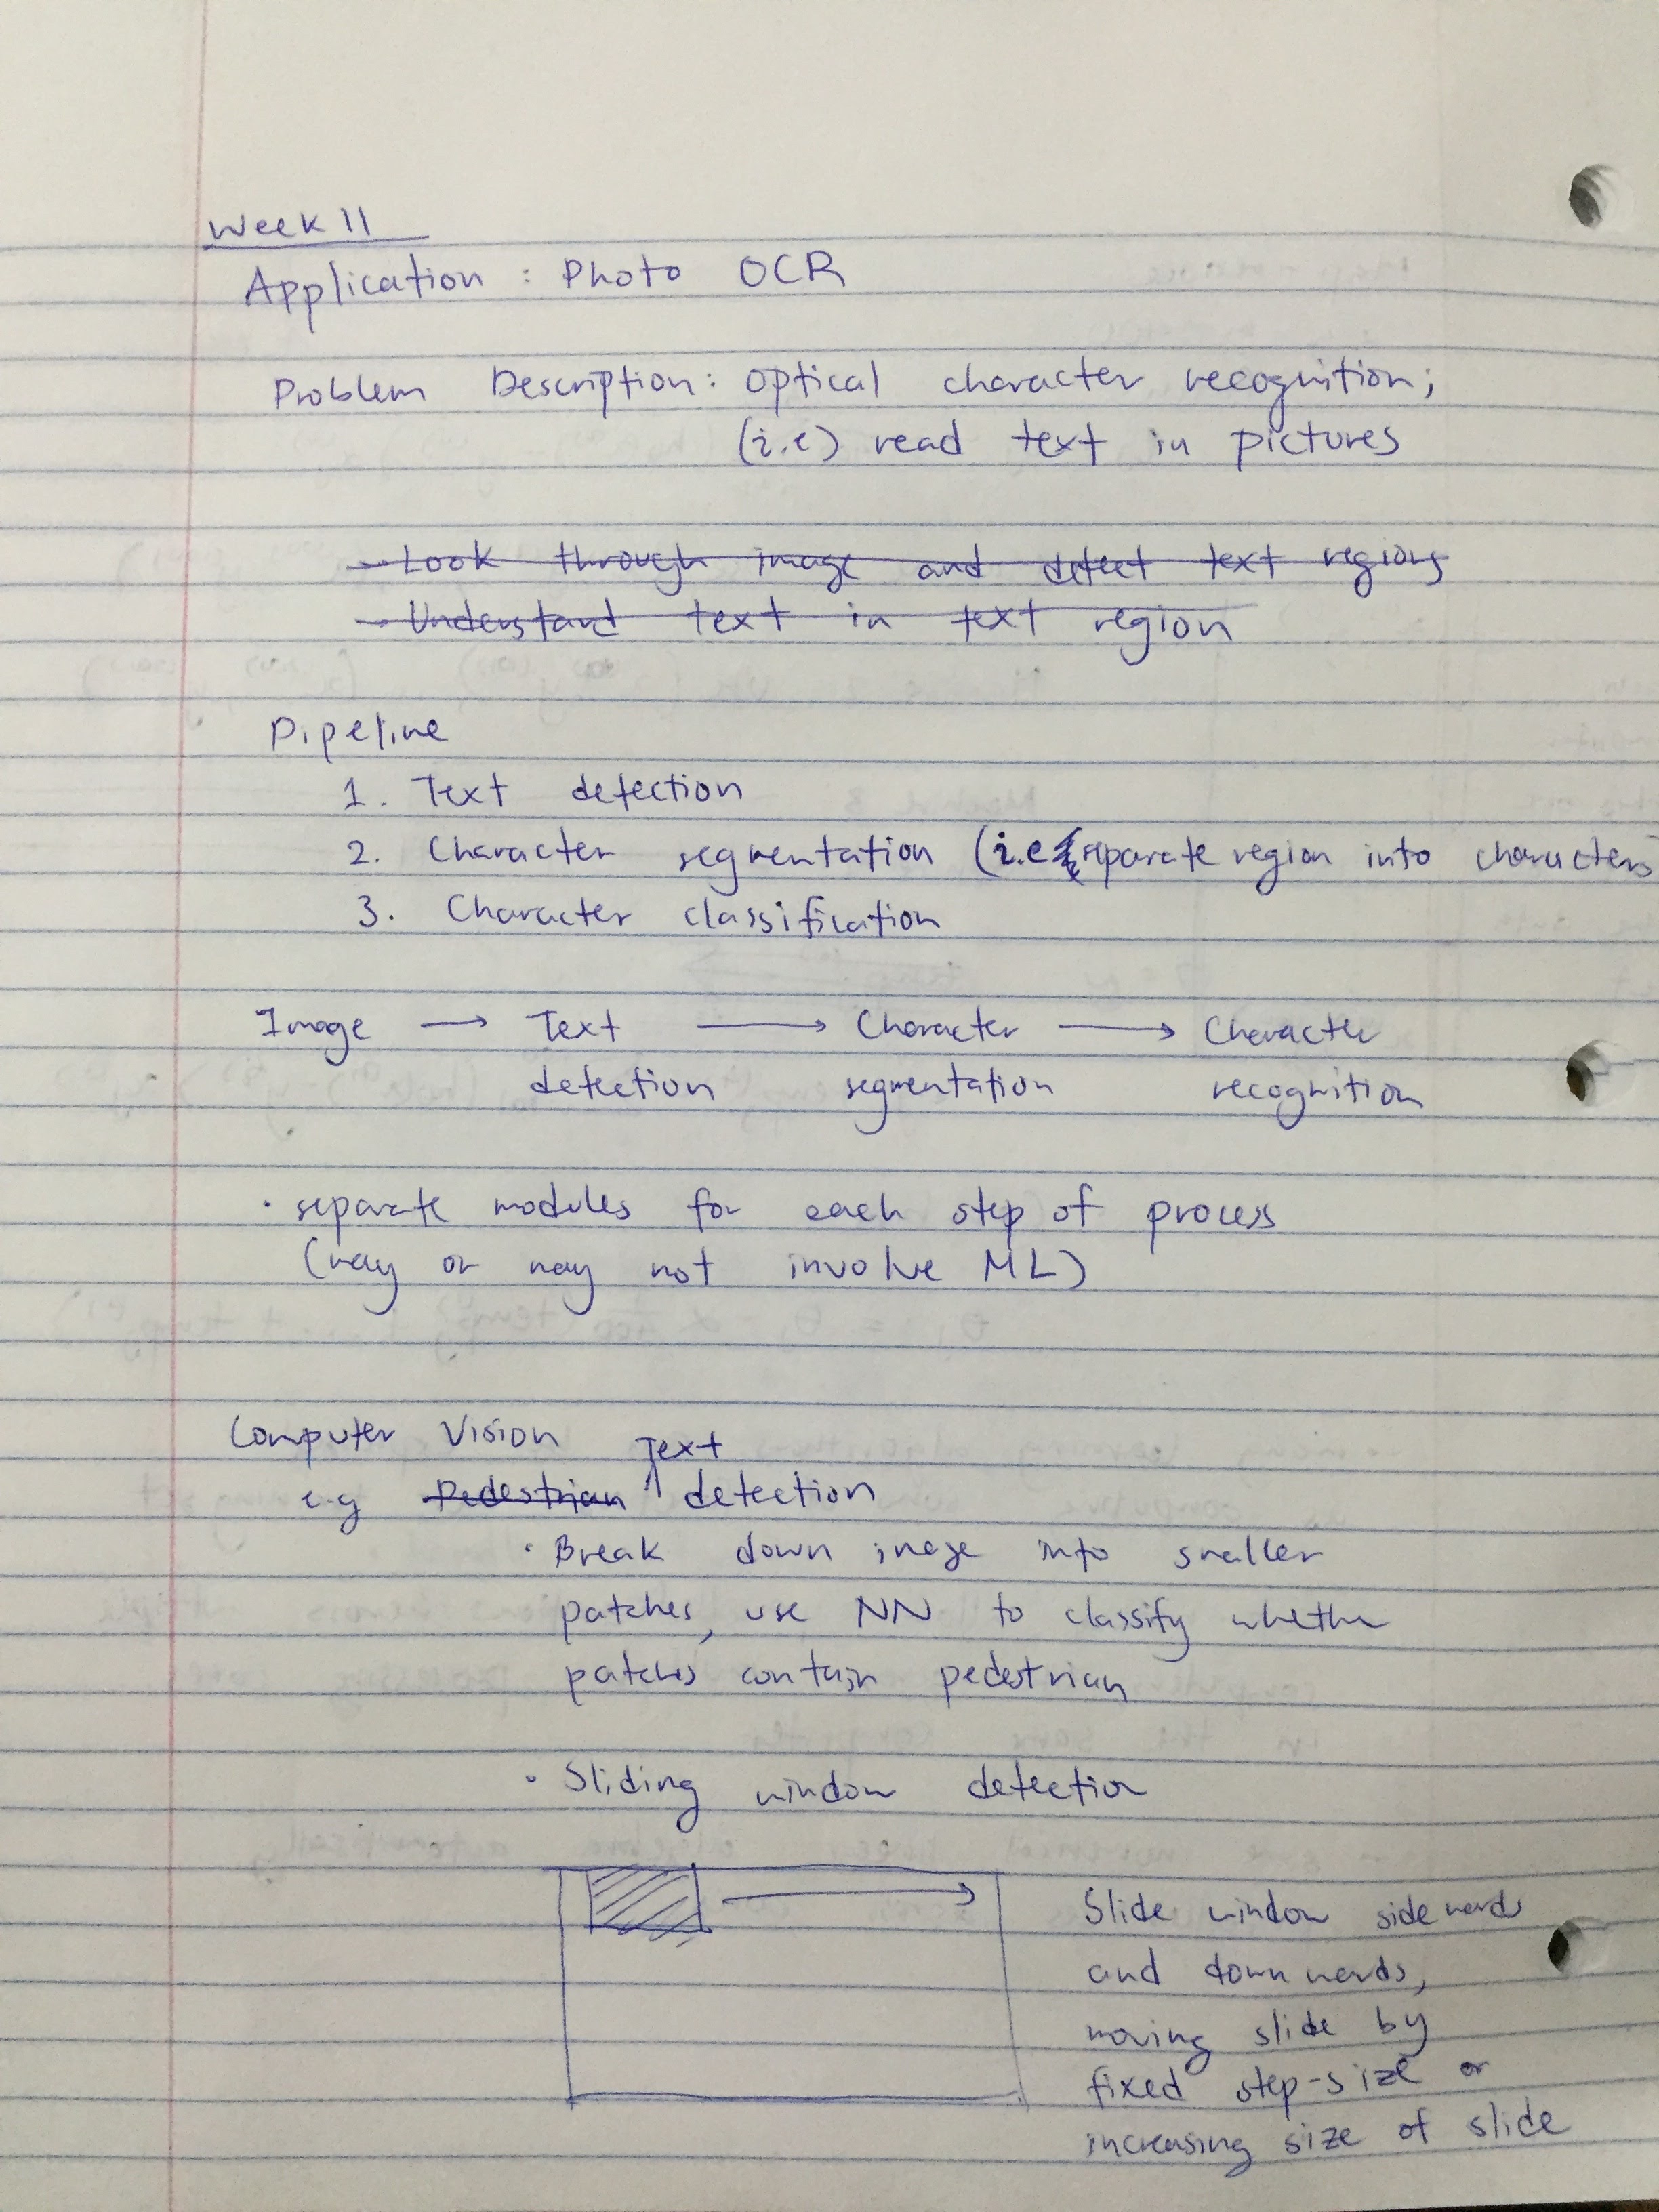 Week 11
Application : Photo OCR
Problem Description: Optical character recognition;
(i.e) read text in pictures
- Look through image and detect text regions
- Understand text in text region
Pipeline
1. Text detection
2. Character segmentation (i.e separate region into characters
3. Character classification
Image → Text → Character → Character
detection segmentation recognition
· separate modules for each step of process
(may or may not involve ML)
Computer Vision
Text
e.g Pedestrian detection
· Break down image into smaller
patches, use NN to classify whether
patches contain pedestrian
· Sliding window detection
Slide window sidewards
and downwards,
moving slide by
fixed step-size or
increasing size of slide